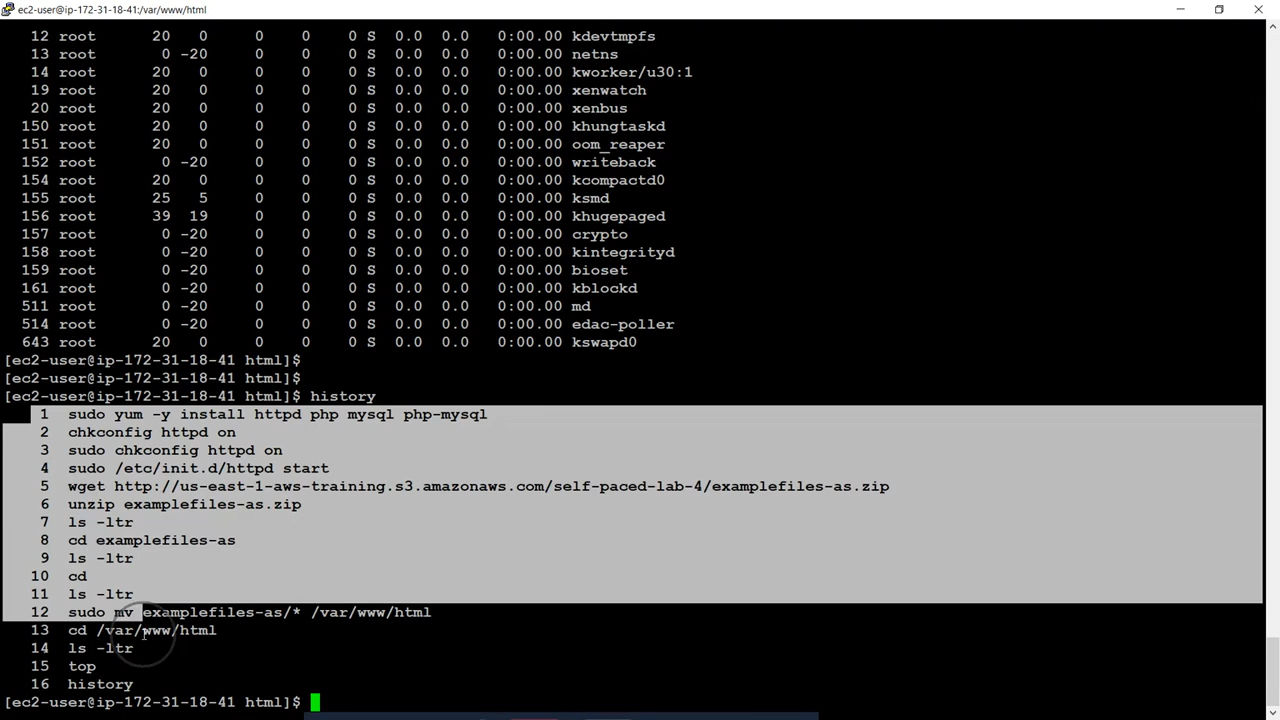 ec2-user@ip-172-31-18-41:/var/www/html
12 root 20 0 0 0 0 S 0.0 0.0 0:00.00 kdevtmpfs
13 root 0 -20 0 0 0 S 0.0 0.0 0:00.00 netns
14 root 20 0 0 0 0 S 0.0 0.0 0:00.00 kworker/u30:1
19 root 20 0 0 0 0 S 0.0 0.0 0:00.00 xenwatch
20 root 20 0 0 0 0 S 0.0 0.0 0:00.00 xenbus
150 root 20 0 0 0 0 S 0.0 0.0 0:00.00 khungtaskd
151 root 20 0 0 0 0 S 0.0 0.0 0:00.00 oom_reaper
152 root 0 -20 0 0 0 S 0.0 0.0 0:00.00 writeback
154 root 20 0 0 0 0 S 0.0 0.0 0:00.00 kcompactd0
155 root 25 5 0 0 0 S 0.0 0.0 0:00.00 ksmd
156 root 39 19 0 0 0 S 0.0 0.0 0:00.00 khugepaged
157 root 0 -20 0 0 0 S 0.0 0.0 0:00.00 crypto
158 root 0 -20 0 0 0 S 0.0 0.0 0:00.00 kintegrityd
159 root 0 -20 0 0 0 S 0.0 0.0 0:00.00 bioset
161 root 0 -20 0 0 0 S 0.0 0.0 0:00.00 kblockd
511 root 0 -20 0 0 0 S 0.0 0.0 0:00.00 md
514 root 0 -20 0 0 0 S 0.0 0.0 0:00.00 edac-poller
643 root 20 0 0 0 0 S 0.0 0.0 0:00.00 kswapd0
[ec2-user@ip-172-31-18-41 html]$
[ec2-user@ip-172-31-18-41 html]$
[ec2-user@ip-172-31-18-41 html]$ history
1 sudo yum -y install httpd php mysql php-mysql
2 chkconfig httpd on
3 sudo chkconfig httpd on
4 sudo /etc/init.d/httpd start
5 wget http://us-east-1-aws-training.s3.amazonaws.com/self-paced-lab-4/examplefiles-as.zip
6 unzip examplefiles-as.zip
7 ls -ltr
8 cd examplefiles-as
9 ls -ltr
10 cd
11 ls -ltr
12 sudo mv examplefiles-as/* /var/www/html
13 cd /var/www/html
14 ls -ltr
15 top
16 history
[ec2-user@ip-172-31-18-41 html]$